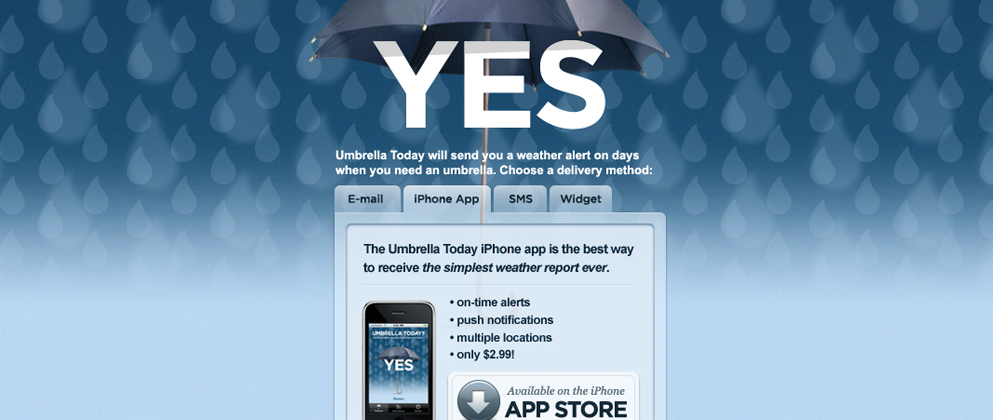 YES
Umbrella Today will send you a weather alert on days
when you need an umbrella. Choose a delivery method:
E-mail
iPhone App
SMS
Widget
The Umbrella Today iPhone app is the best way
to receive the simplest weather report ever.
• on-time alerts
• push notifications
• multiple locations
• only $2.99!
UMBRELLA TODAY?
YES
Available on the iPhone
APP STORE